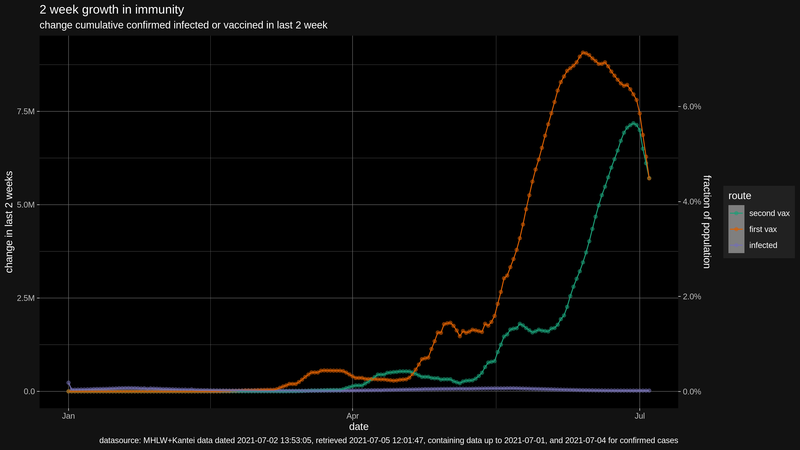 2 week growth in immunity
change cumulative confirmed infected or vaccined in last 2 week
7.5M
5.0M
2.5M
0.0
change in last 2 weeks
6.0%
4.0%
2.0%
0.0%
fraction of population
route
second vax
first vax
infected
Jan
Apr
Jul
date
datasource: MHLW+Kantei data dated 2021-07-02 13:53:05, retrieved 2021-07-05 12:01:47, containing data up to 2021-07-01, and 2021-07-04 for confirmed cases